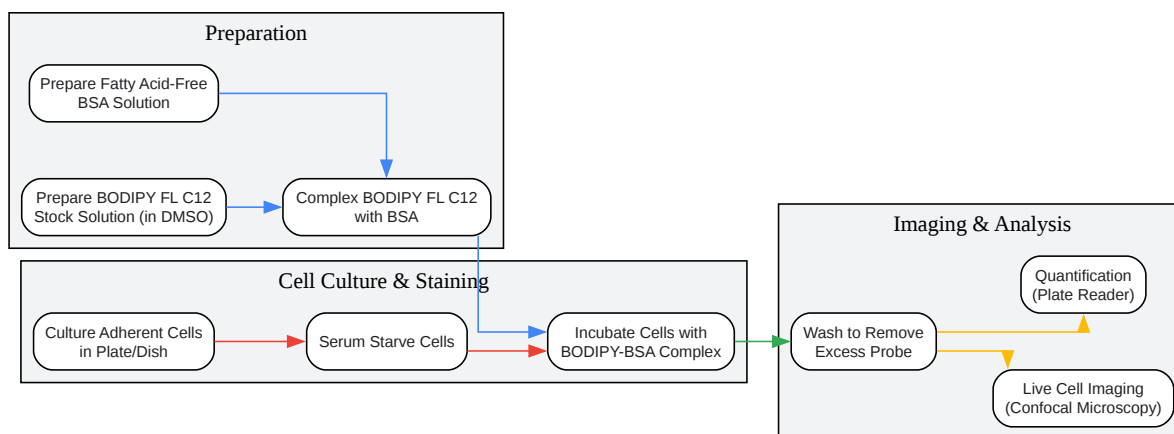 Preparation
Prepare Fatty Acid-Free
BSA Solution
Prepare BODIPY FL C12
Stock Solution (in DMSO)
Complex BODIPY FL C12
with BSA
Cell Culture & Staining
Culture Adherent Cells
in Plate/Dish
Serum Starve Cells
Incubate Cells with
BODIPY-BSA Complex
Imaging & Analysis
Wash to Remove
Excess Probe
Quantification
(Plate Reader)
Live Cell Imaging
(Confocal Microscopy)